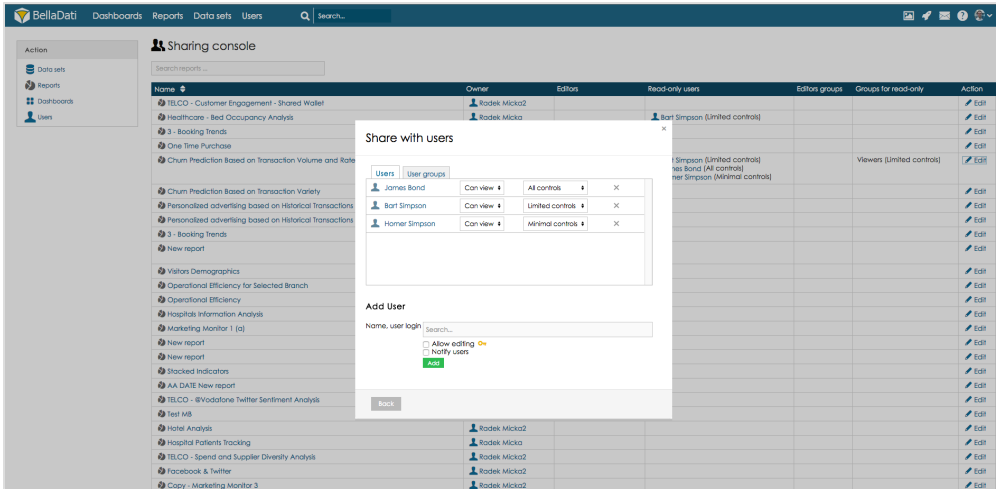 BellaDati Dashboards Reports Data sets Users Search...
Action
Data sets
Reports
Dashboards
Users
Sharing console
Search reports ...
Name Owner Editors Read-only users Editors groups Groups for read-only Action
TELCO - Customer Engagement - Shared Wallet Radek Micka2 Edit
Healthcare - Bed Occupancy Analysis Radek Micka Bart Simpson (Limited controls) Edit
3 - Booking Trends Edit
One Time Purchase Edit
Churn Prediction Based on Transaction Volume and Rate Simpson (Limited controls) Viewers (Limited controls) Edit
(All controls)
Simpson (Minimal controls)
Churn Prediction Based on Transaction Variety Edit
Personalized advertising based on Historical Transactions Edit
Personalized advertising based on Historical Transactions Edit
3 - Booking Trends Edit
New report Edit
Visitors Demographics Edit
Operational Efficiency for Selected Branch Edit
Operational Efficiency Edit
Hospitals Information Analysis Edit
Marketing Monitor 1 (a) Edit
New report Edit
New report Edit
Stacked Indicators Edit
AA DATE New report Edit
TELCO - @Vodafone Twitter Sentiment Analysis Edit
Test MB Edit
Hotel Analysis Radek Micka2 Edit
Hospital Patients Tracking Radek Micka Edit
TELCO - Spend and Supplier Diversity Analysis Radek Micka2 Edit
Facebook & Twitter Radek Micka2 Edit
Copy - Marketing Monitor 3 Radek Micka2 Edit
Share with users
Users User groups
James Bond Can view All controls
Bart Simpson Can view Limited controls
Homer Simpson Can view Minimal controls
Add User
Name, user login Search...
Allow editing
Notify users
Add
Back